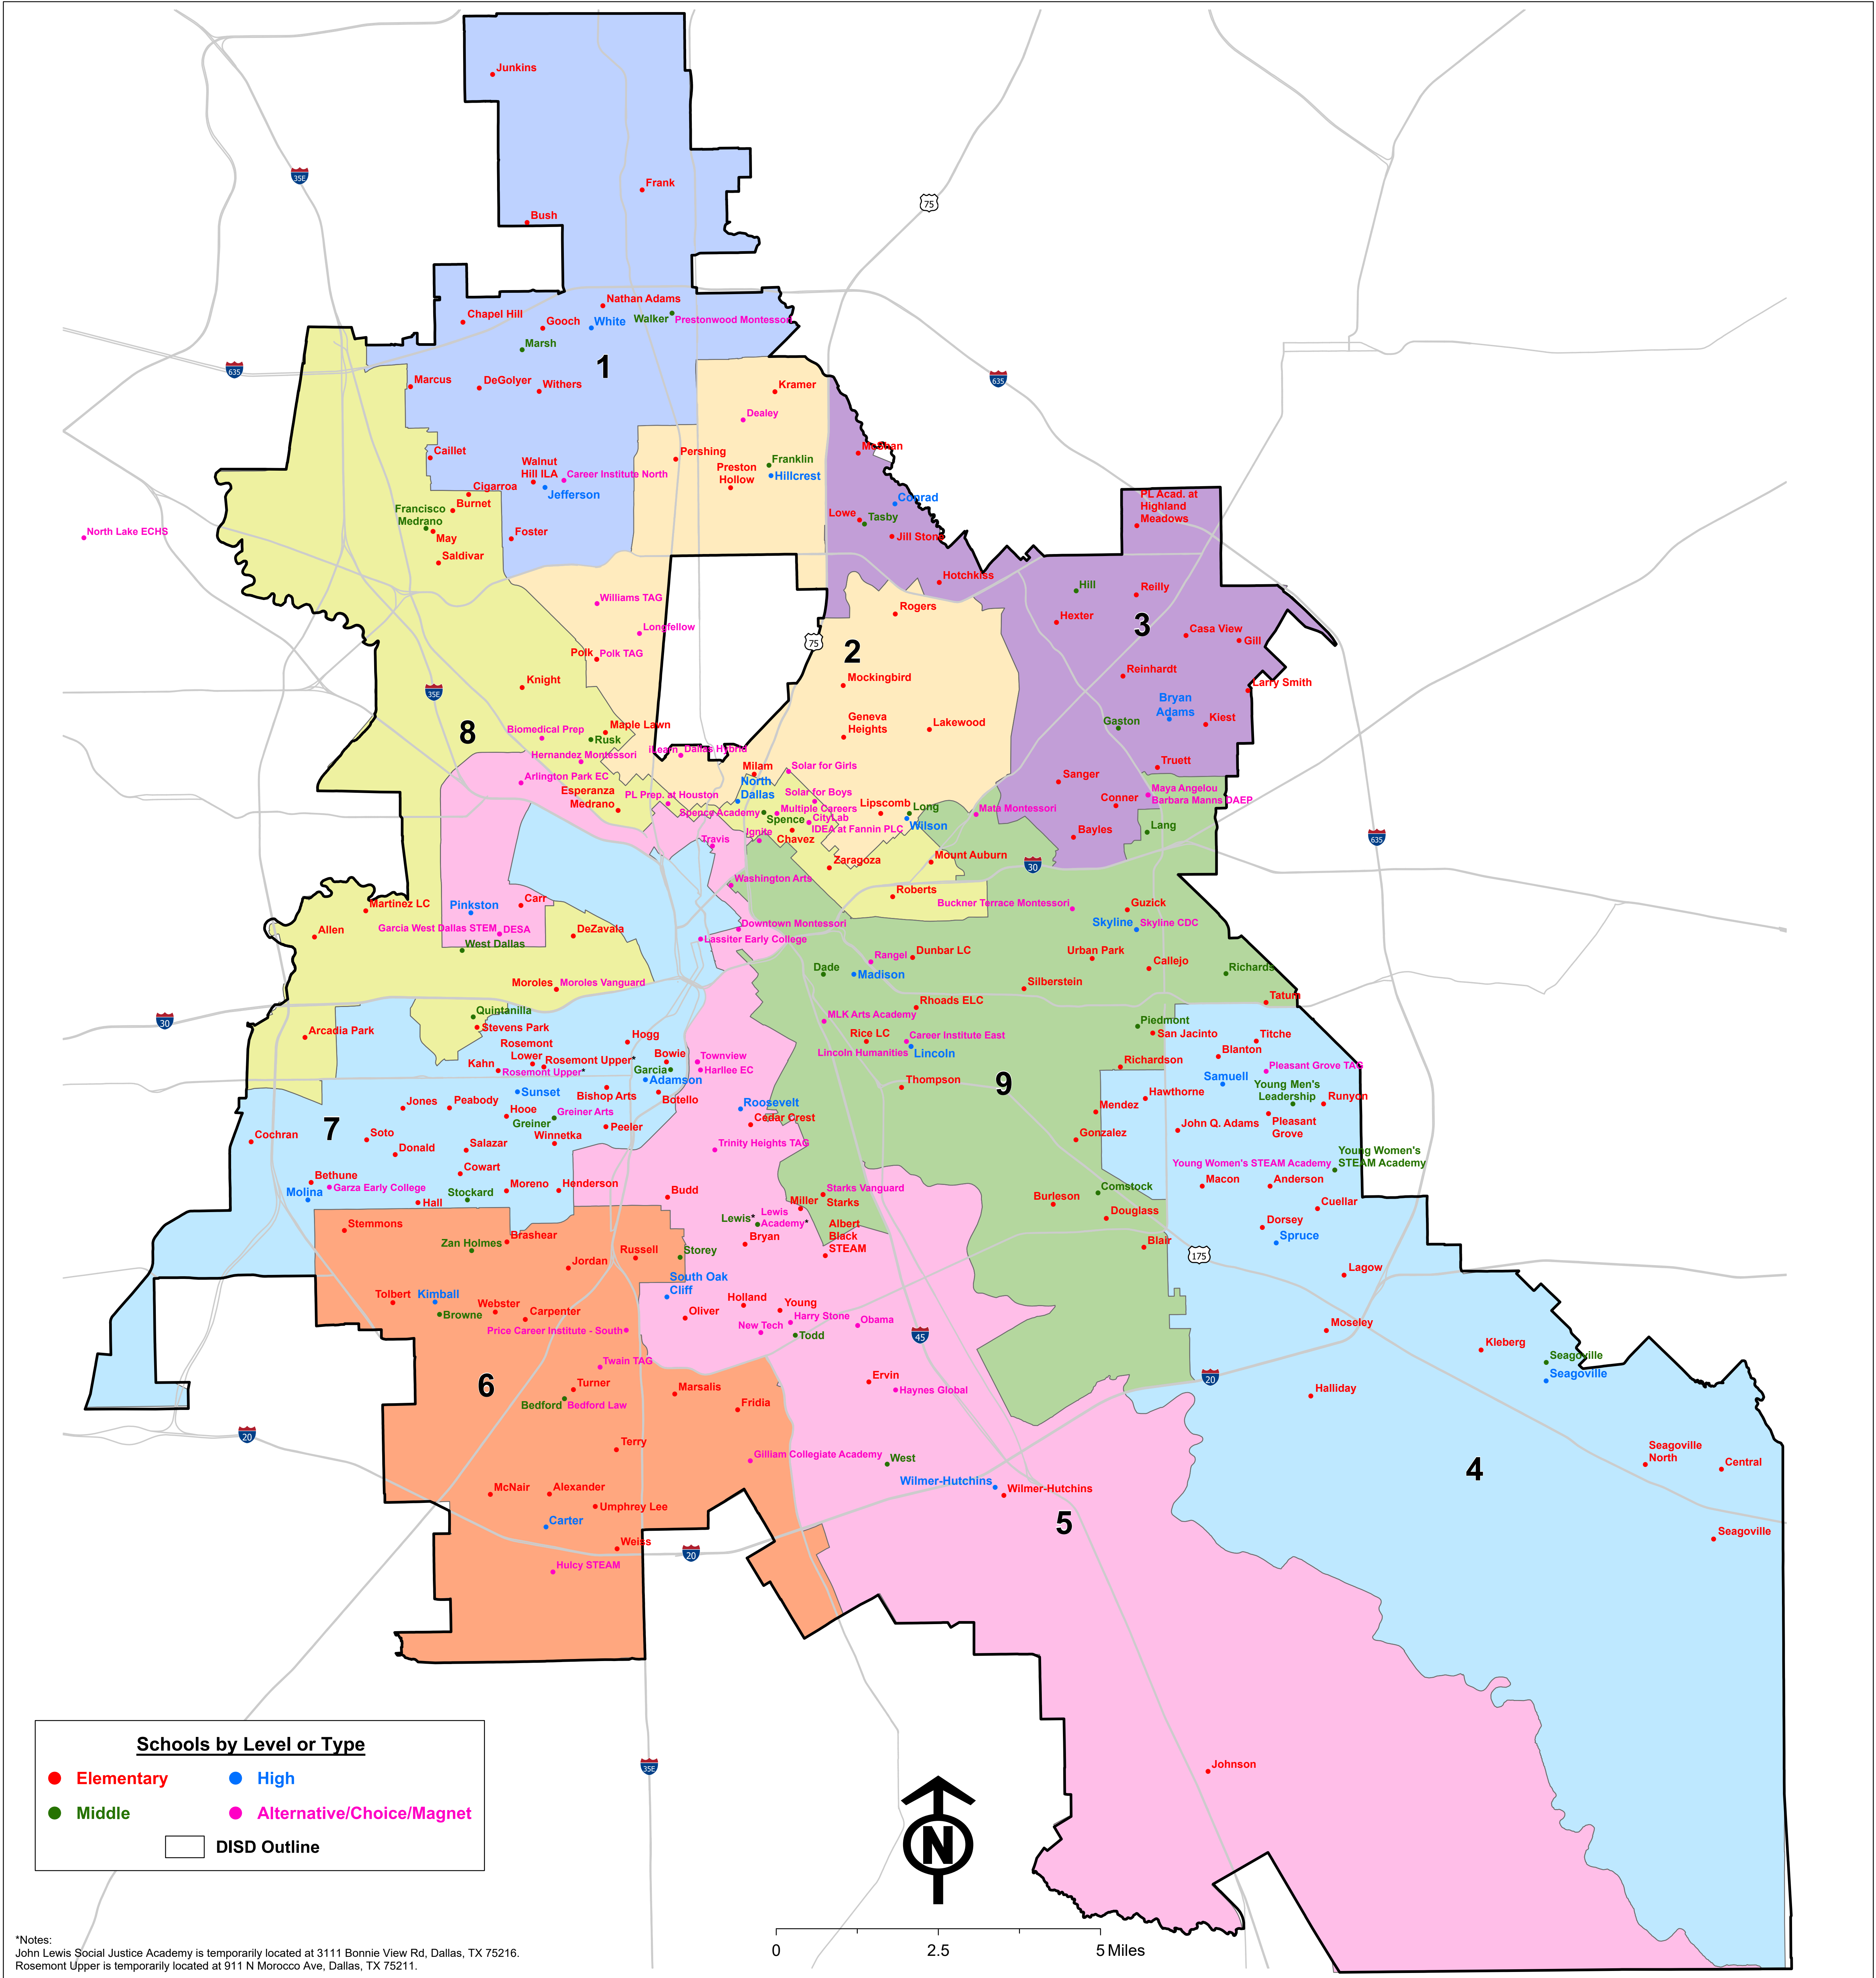 Junkins
35E
Frank
75
Bush
Nathan Adams
Chapel Hill
Gooch
White
Walker
Prestonwood Montessori
Marsh
1
635
635
Marcus
DeGolyer
Withers
Kramer
Dealey
McShan
Caillet
Pershing
Walnut
Hill ILA
Career Institute North
Franklin
Preston
Hollow
Hillcrest
Cigarroa
Jefferson
Conrad
PL Acad. at
Highland
Meadows
Burnet
Francisco
Medrano
Lowe
Tasby
North Lake ECHS
May
Foster
Jill Stone
Saldivar
Hotchkiss
Hill
Reilly
Williams TAG
Rogers
Hexter
3
Longfellow
Casa View
75
Gill
2
Polk
Polk TAG
Reinhardt
Knight
Mockingbird
Larry Smith
35E
Bryan
Adams
Geneva
Heights
Lakewood
Gaston
Kiest
8
Biomedical Prep
Maple Lawn
Rusk
iLearn
Dallas Hybrid
Hernandez Montessori
Truett
Milam
Solar for Girls
Arlington Park EC
Sanger
North
Dallas
Esperanza
Medrano
PL Prep. at Houston
Solar for Boys
Maya Angelou
Barbara Manns DAEP
Conner
Lipscomb
Long
Mata Montessori
Spence Academy
Multiple Careers
Spence
CityLab
Wilson
IDEA at Fannin PLC
Lang
Bayles
635
Travis
Ignite
Chavez
Zaragoza
Mount Auburn
30
Washington Arts
Roberts
Martinez LC
Pinkston
Carr
Buckner Terrace Montessori
Guzick
Allen
Garcia West Dallas STEM
DESA
DeZavala
Downtown Montessori
Skyline
Skyline CDC
West Dallas
Lassiter Early College
Rangel
Dunbar LC
Urban Park
Callejo
Dade
Madison
Richards
Moroles
Moroles Vanguard
Silberstein
Rhoads ELC
Tatum
30
Quintanilla
MLK Arts Academy
Piedmont
Arcadia Park
Stevens Park
Hogg
Rice LC
Career Institute East
San Jacinto
Titche
Rosemont
Lower
Rosemont Upper*
Bowie
Lincoln Humanities
Lincoln
Blanton
Kahn
Rosemont Upper*
Garcia
Townview
Harllee EC
Richardson
Pleasant Grove TAG
Adamson
Thompson
9
Samuell
Young Men's
Leadership
Sunset
Bishop Arts
Botello
Hawthorne
Runyon
Jones
Peabody
Roosevelt
Mendez
Hooe
Greiner Arts
Greiner
Cedar Crest
John Q. Adams
Pleasant
Grove
7
Cochran
Soto
Winnetka
Peeler
Gonzalez
Donald
Salazar
Trinity Heights TAG
Young Women's STEAM Academy
Young Women's
STEAM Academy
Bethune
Cowart
Molina
Garza Early College
Moreno
Henderson
Budd
Starks Vanguard
Comstock
Macon
Anderson
Hall
Stockard
Miller
Starks
Burleson
Cuellar
Stemmons
Lewis*
Lewis
Academy*
Albert
Black
STEAM
Douglass
Dorsey
Spruce
Zan Holmes
Brashear
Bryan
Blair
175
Russell
Storey
Jordan
Lagow
South Oak
Cliff
Tolbert
Kimball
Webster
Holland
Young
Browne
Carpenter
Oliver
Harry Stone
Obama
Moseley
Price Career Institute - South
New Tech
Todd
45
Kleberg
Seagoville
Seagoville
Twain TAG
6
Turner
Marsalis
Ervin
Haynes Global
20
Halliday
Bedford
Bedford Law
Fridia
20
Terry
Gilliam Collegiate Academy
West
Seagoville
North
Central
4
McNair
Alexander
Wilmer-Hutchins
Wilmer-Hutchins
Umphrey Lee
Carter
5
Seagoville
Weiss
20
Hulcy STEAM
Schools by Level or Type
Elementary
High
Middle
Alternative/Choice/Magnet
DISD Outline
35E
Johnson
N
0
2.5
5 Miles
*Notes:
John Lewis Social Justice Academy is temporarily located at 3111 Bonnie View Rd, Dallas, TX 75216.
Rosemont Upper is temporarily located at 911 N Morocco Ave, Dallas, TX 75211.